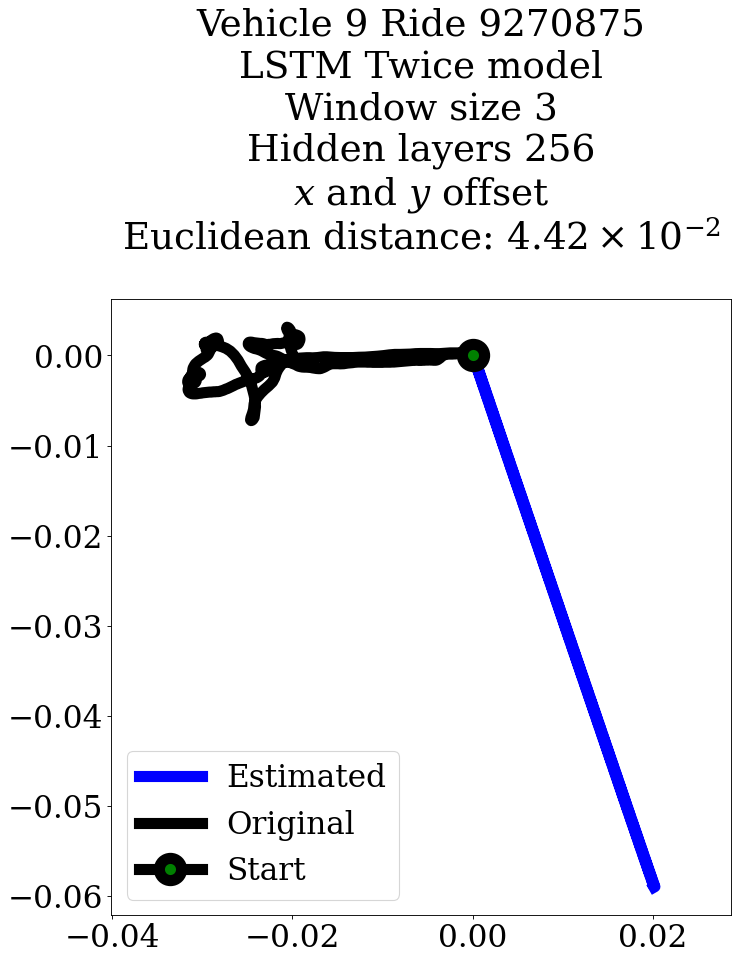 Vehicle 9 Ride 9270875
LSTM Twice model
Window size 3
Hidden layers 256
x and y offset
Euclidean distance: 4.42 × 10⁻²
0.00
−0.01
−0.02
−0.03
−0.04
−0.05
−0.06
Estimated
Original
Start
−0.04
−0.02
0.00
0.02